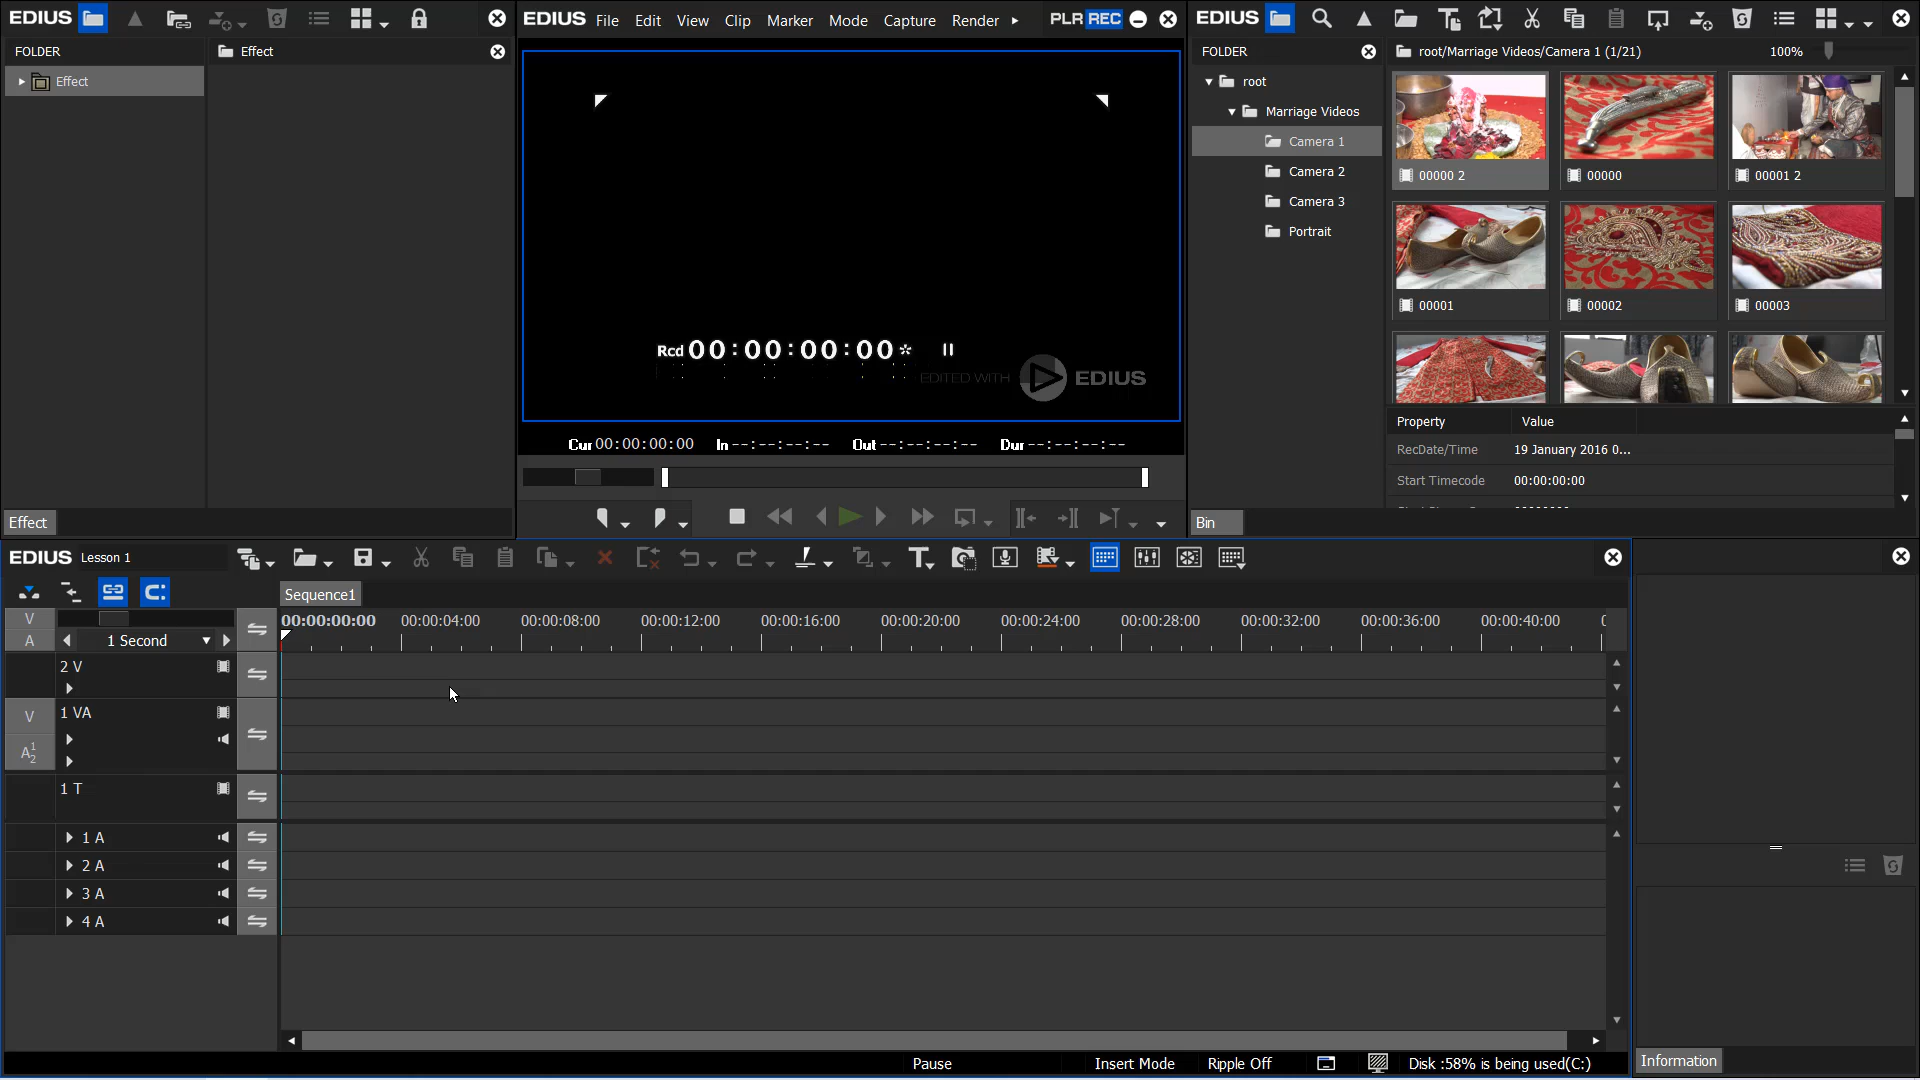 EDIUS
FOLDER
Effect
Effect
Effect
EDIUS File Edit View Clip Marker Mode Capture Render PLR REC
Rcd 00:00:00:00 * II
EDITED WITH EDIUS
Cur 00:00:00:00 In --:--:--:-- Out --:--:--:-- Dur --:--:--:--
EDIUS
FOLDER
root
Marriage Videos
Camera 1
Camera 2
Camera 3
Portrait
Bin
root/Marriage Videos/Camera 1 (1/21) 100%
00000 2 00000 00001 2
00001 00002 00003
Property Value
RecDate/Time 19 January 2016 0...
Start Timecode 00:00:00:00
EDIUS Lesson 1
Sequence1
V 00:00:00:00 00:00:04:00 00:00:08:00 00:00:12:00 00:00:16:00 00:00:20:00 00:00:24:00 00:00:28:00 00:00:32:00 00:00:36:00 00:00:40:00
A 1 Second
2 V
V 1 VA
A 1 2
1 T
1 A
2 A
3 A
4 A
Pause Insert Mode Ripple Off Disk :58% is being used(C:)
Information